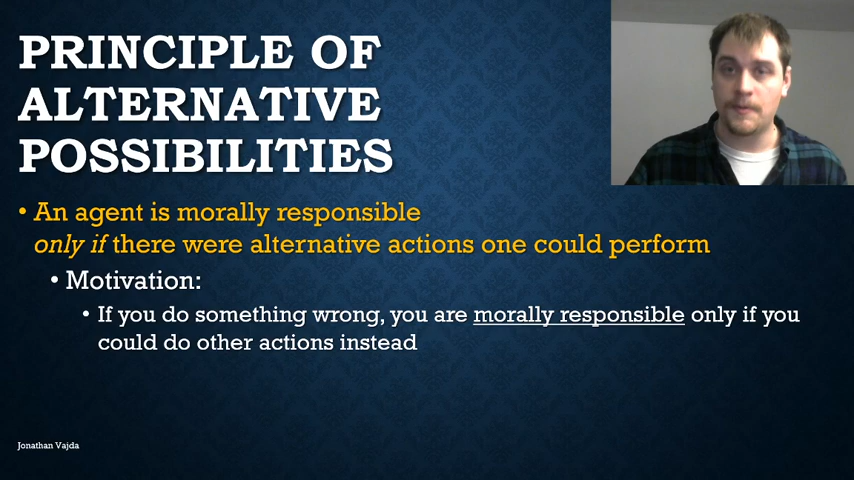 PRINCIPLE OF
ALTERNATIVE
POSSIBILITIES
• An agent is morally responsible
only if there were alternative actions one could perform
• Motivation:
• If you do something wrong, you are morally responsible only if you
could do other actions instead
Jonathan Vajda